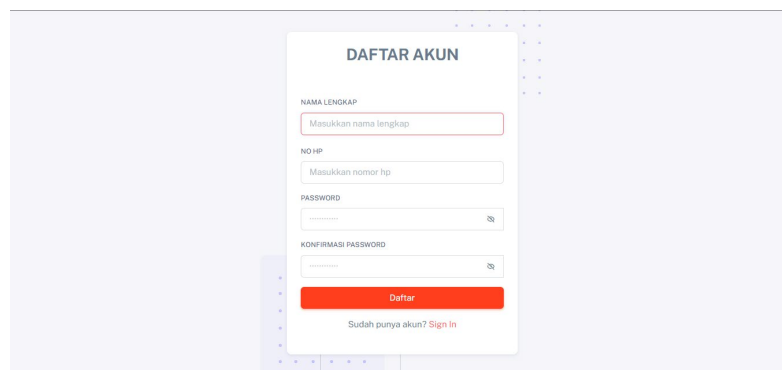 DAFTAR AKUN
NAMA LENGKAP
Masukkan nama lengkap
NO HP
Masukkan nomor hp
PASSWORD
············
KONFIRMASI PASSWORD
············
Daftar
Sudah punya akun? Sign In